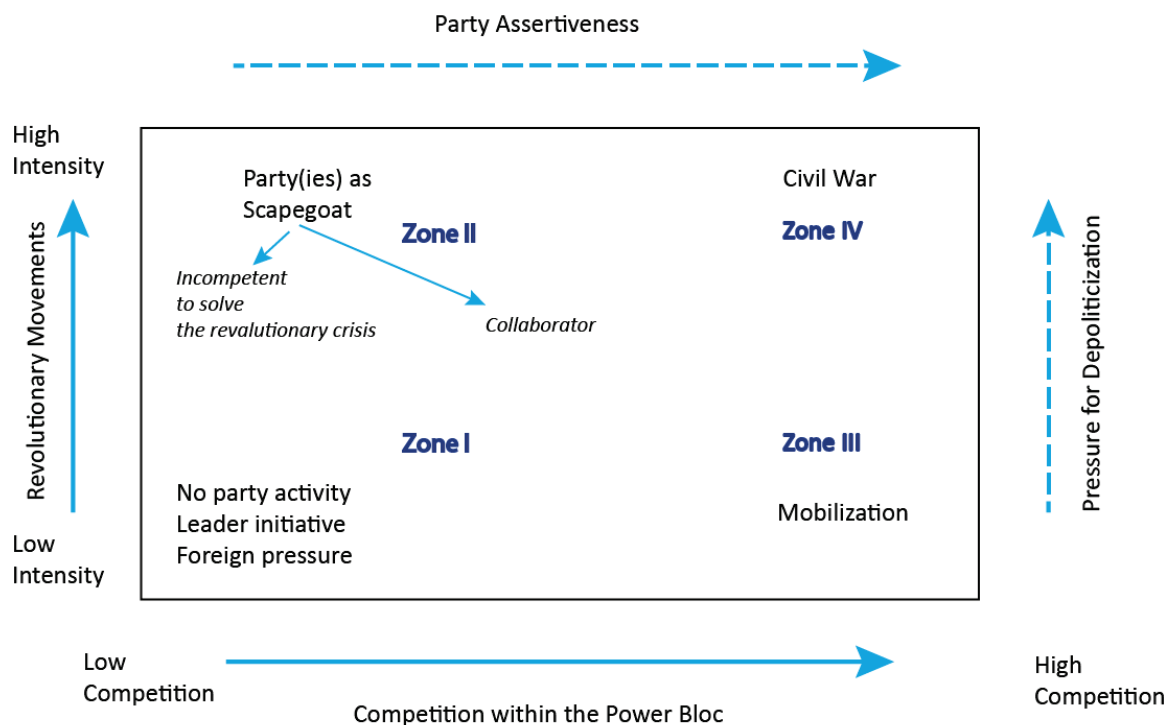 Party Assertiveness
High
Intensity
Party(ies) as
Scapegoat
Civil War
Zone II
Zone IV
Incompetent
to solve
the revalutionary crisis
Collaborator
Revolutionary Movements
Pressure for Depoliticization
Zone I
Zone III
No party activity
Leader initiative
Foreign pressure
Mobilization
Low
Intensity
Low
Competition
High
Competition
Competition within the Power Bloc